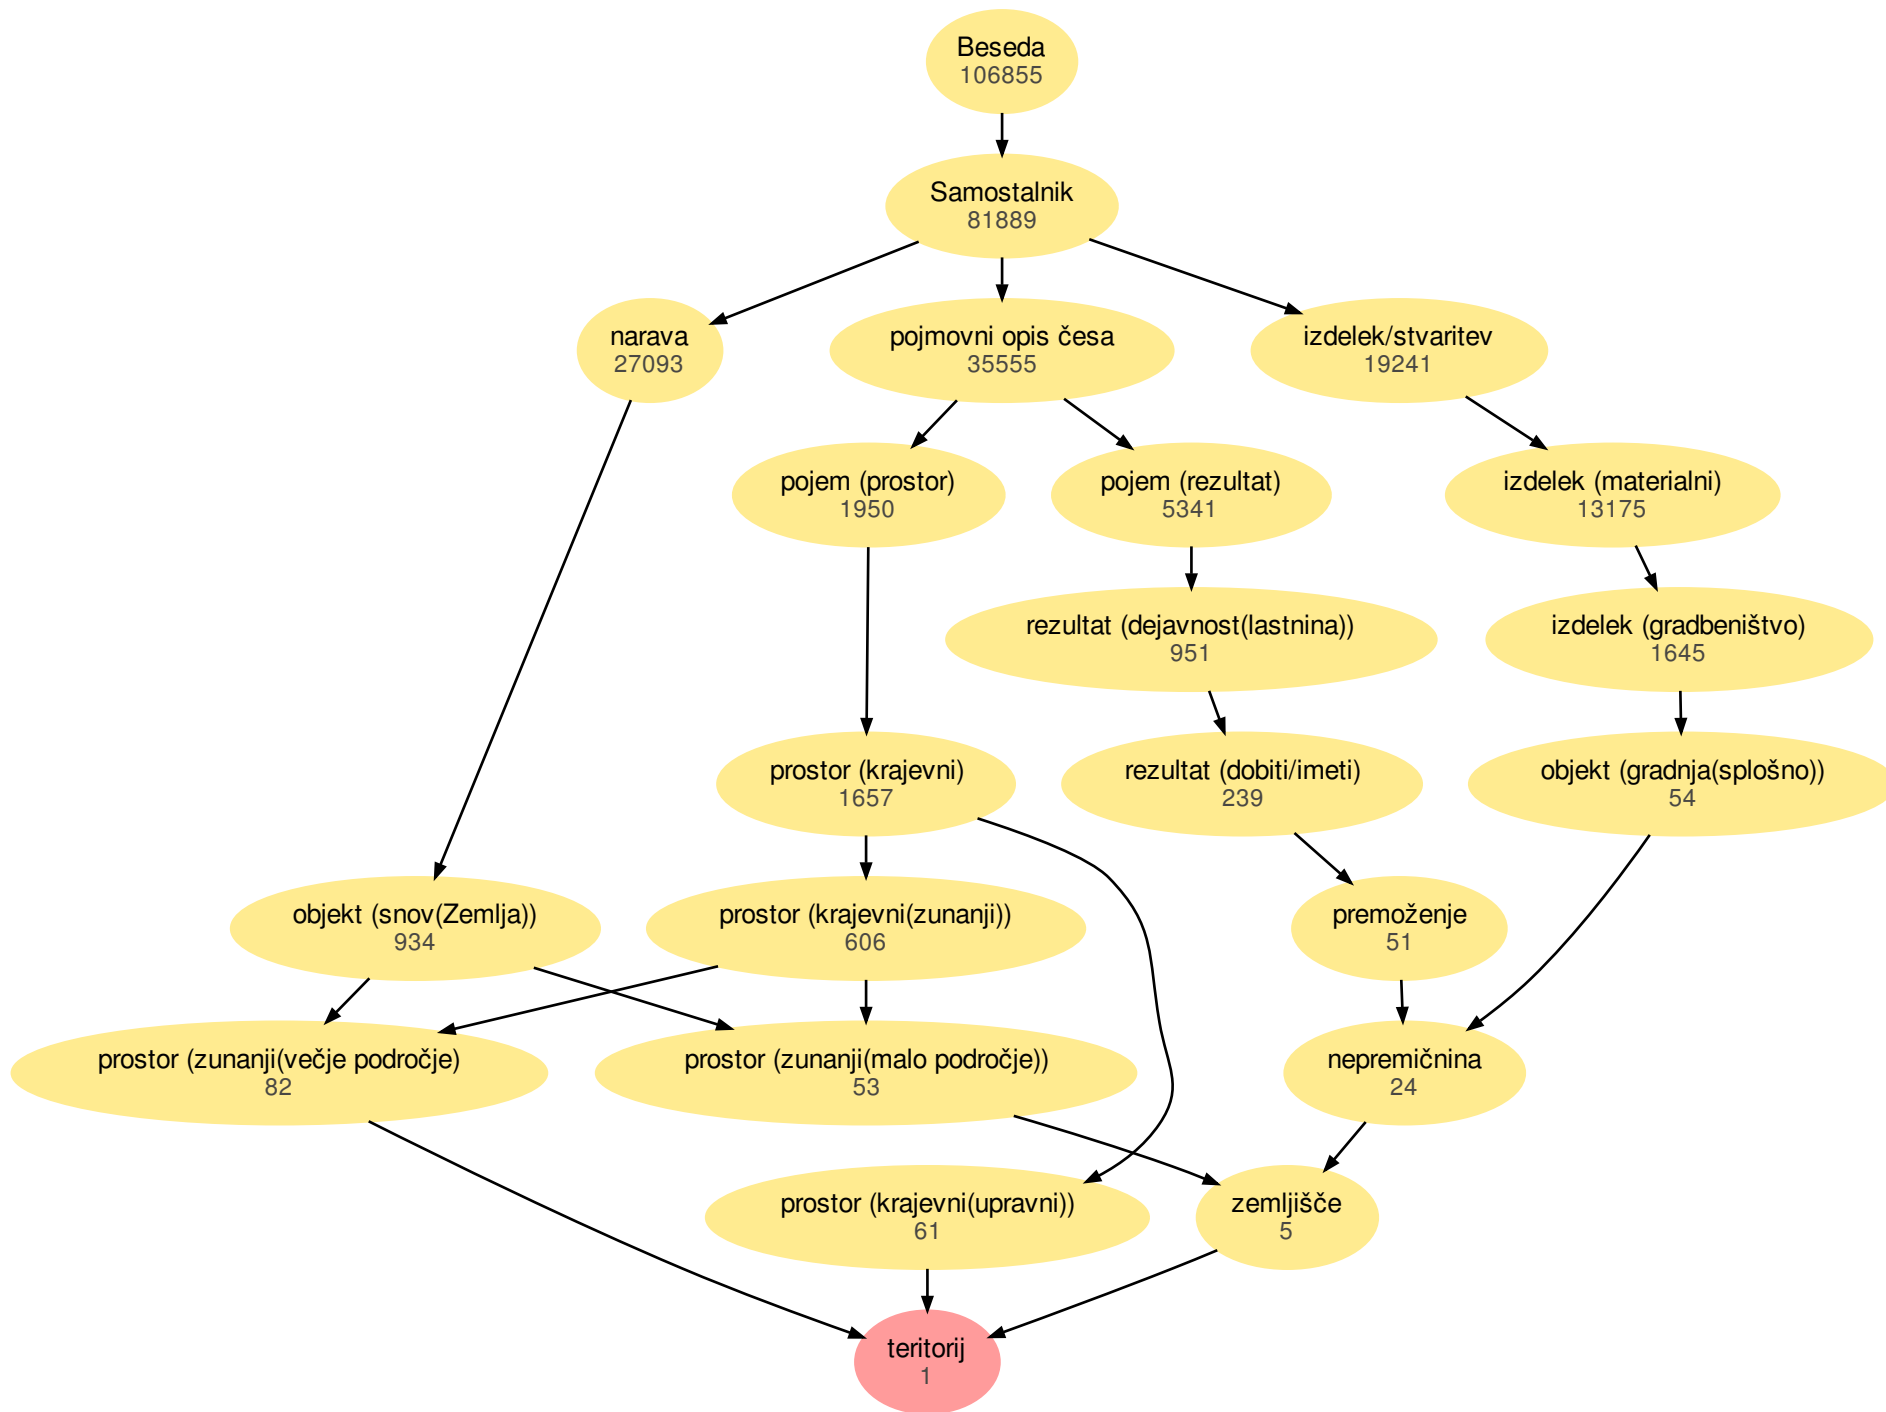 Beseda
106855
Samostalnik
81889
narava
27093
pojmovni opis česa
35555
izdelek/stvaritev
19241
pojem (prostor)
1950
pojem (rezultat)
5341
izdelek (materialni)
13175
rezultat (dejavnost(lastnina))
951
izdelek (gradbeništvo)
1645
prostor (krajevni)
1657
rezultat (dobiti/imeti)
239
objekt (gradnja(splošno))
54
objekt (snov(Zemlja))
934
prostor (krajevni(zunanji))
606
premoženje
51
prostor (zunanji(večje področje)
82
prostor (zunanji(malo področje))
53
nepremičnina
24
prostor (krajevni(upravni))
61
zemljišče
5
teritorij
1